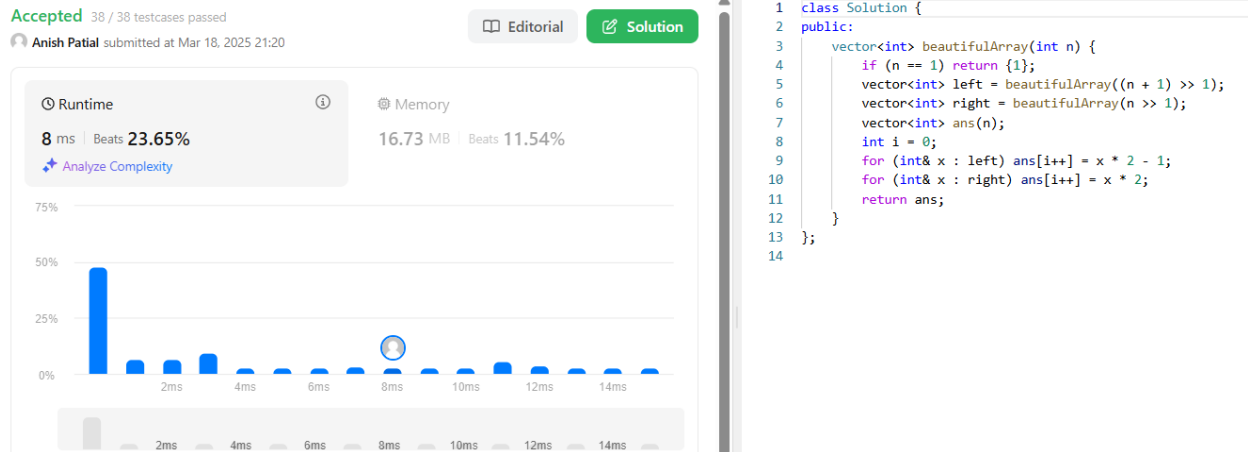 Accepted 38 / 38 testcases passed
Editorial
Solution
Anish Patial submitted at Mar 18, 2025 21:20
Runtime
8 ms Beats 23.65%
Analyze Complexity
Memory
16.73 MB Beats 11.54%
75%
50%
25%
0%
2ms 4ms 6ms 8ms 10ms 12ms 14ms
2ms 4ms 6ms 8ms 10ms 12ms 14ms
1 class Solution {
2 public:
3 vector<int> beautifulArray(int n) {
4 if (n == 1) return {1};
5 vector<int> left = beautifulArray((n + 1) >> 1);
6 vector<int> right = beautifulArray(n >> 1);
7 vector<int> ans(n);
8 int i = 0;
9 for (int& x : left) ans[i++] = x * 2 - 1;
10 for (int& x : right) ans[i++] = x * 2;
11 return ans;
12 }
13 };
14